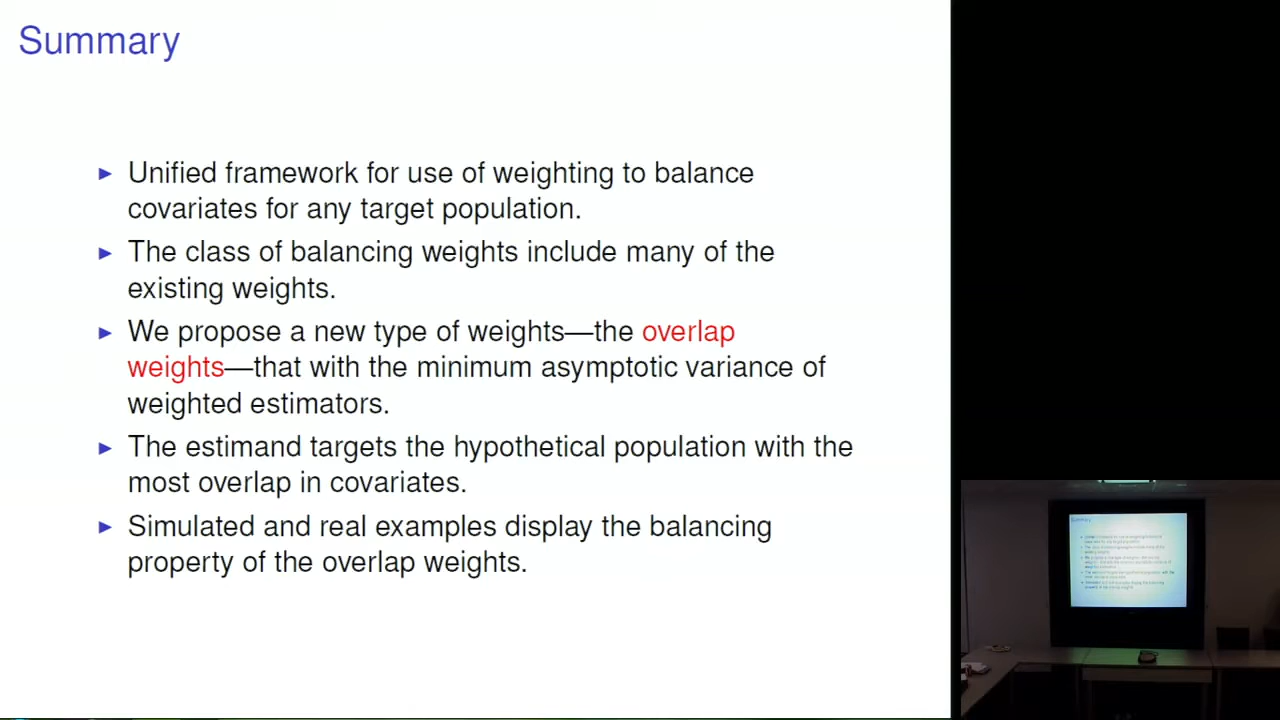 Summary
Unified framework for use of weighting to balance
covariates for any target population.
The class of balancing weights include many of the
existing weights.
We propose a new type of weights—the overlap
weights—that with the minimum asymptotic variance of
weighted estimators.
The estimand targets the hypothetical population with the
most overlap in covariates.
Simulated and real examples display the balancing
property of the overlap weights.
Summary